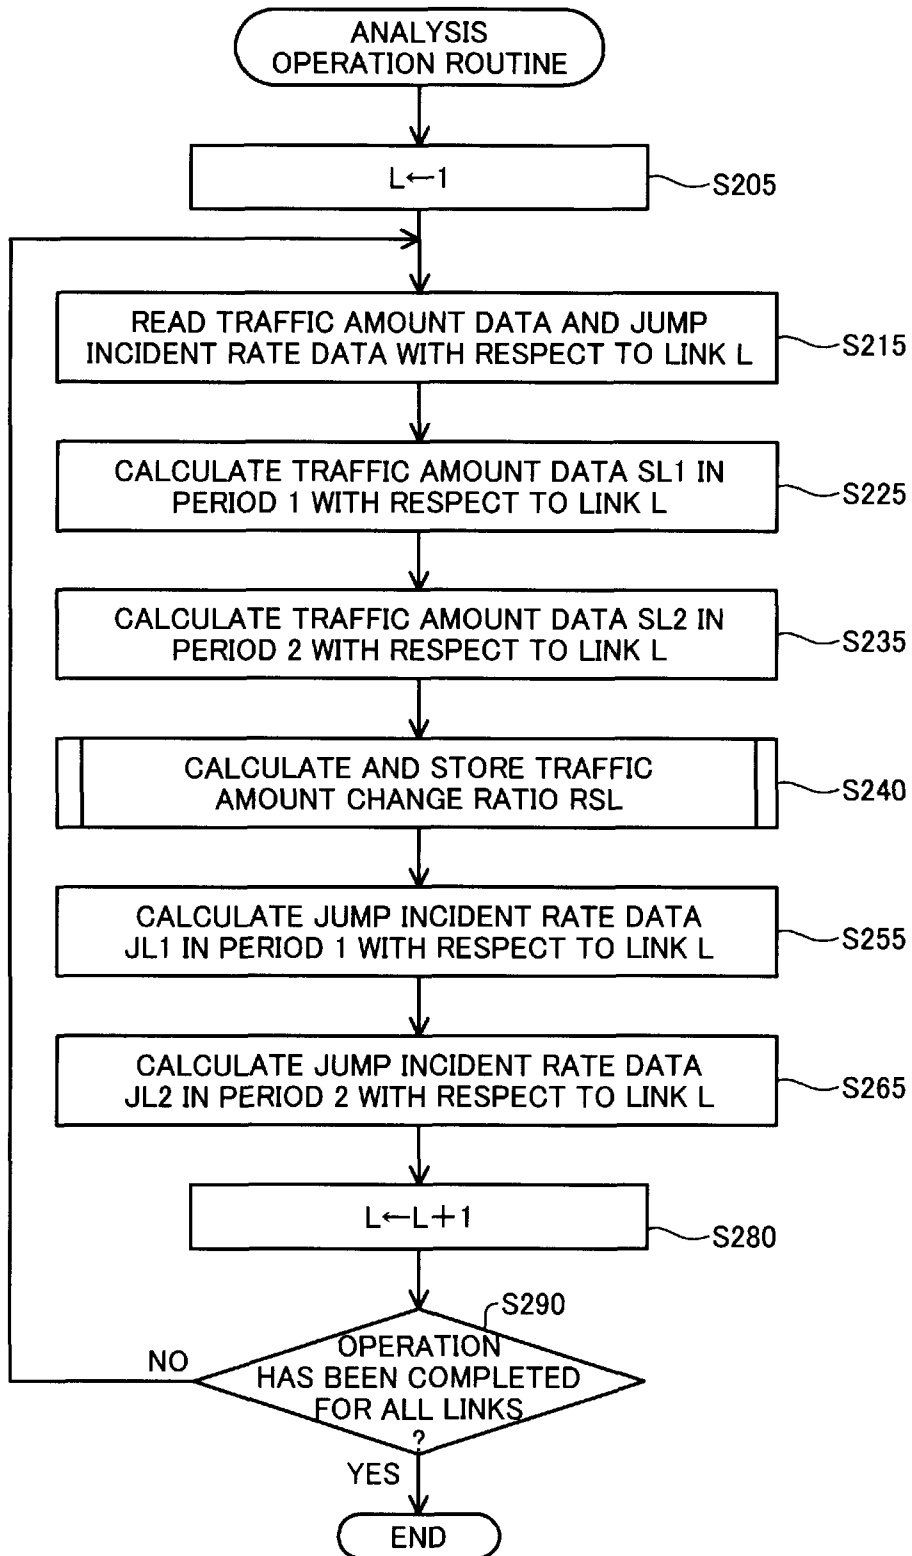 ANALYSIS
OPERATION ROUTINE
L←1
S205
READ TRAFFIC AMOUNT DATA AND JUMP
INCIDENT RATE DATA WITH RESPECT TO LINK L
S215
CALCULATE TRAFFIC AMOUNT DATA SL1 IN
PERIOD 1 WITH RESPECT TO LINK L
S225
CALCULATE TRAFFIC AMOUNT DATA SL2 IN
PERIOD 2 WITH RESPECT TO LINK L
S235
CALCULATE AND STORE TRAFFIC
AMOUNT CHANGE RATIO RSL
S240
CALCULATE JUMP INCIDENT RATE DATA
JL1 IN PERIOD 1 WITH RESPECT TO LINK L
S255
CALCULATE JUMP INCIDENT RATE DATA
JL2 IN PERIOD 2 WITH RESPECT TO LINK L
S265
L←L+1
S280
S290
OPERATION
HAS BEEN COMPLETED
FOR ALL LINKS
?
NO
YES
END